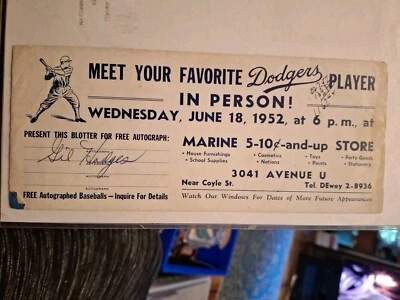 MEET YOUR FAVORITE Dodgers PLAYER
IN PERSON!
WEDNESDAY, JUNE 18, 1952, at 6 p.m., at
PRESENT THIS BLOTTER FOR FREE AUTOGRAPH:
Gil Hodges
AUTOGRAPH
AUTOGRAPH
FREE Autographed Baseballs — Inquire For Details
MARINE 5-10¢-and-up STORE
• House Furnishings • Cosmetics • Toys • Party Goods
• School Supplies • Notions • Paints • Stationery
3041 AVENUE U
Near Coyle St. Tel. DEwey 2-8936
Watch Our Windows For Dates of More Future Appearances